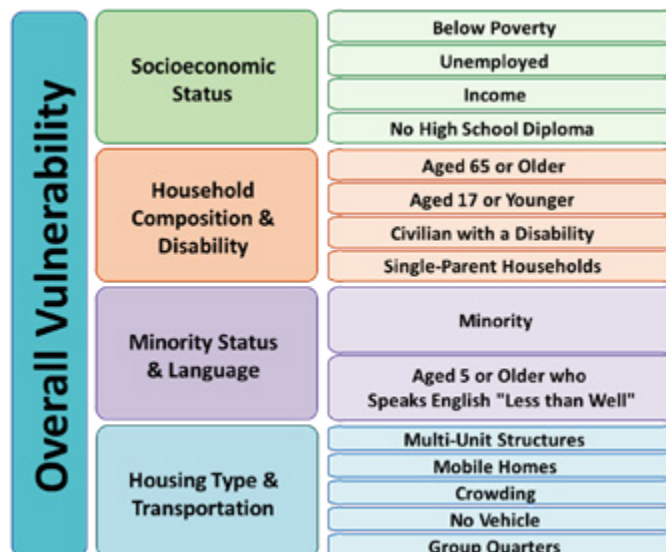 Overall Vulnerability
Socioeconomic
Status
Below Poverty
Unemployed
Income
No High School Diploma
Household
Composition &
Disability
Aged 65 or Older
Aged 17 or Younger
Civilian with a Disability
Single-Parent Households
Minority Status
& Language
Minority
Aged 5 or Older who
Speaks English "Less than Well"
Housing Type &
Transportation
Multi-Unit Structures
Mobile Homes
Crowding
No Vehicle
Group Quarters